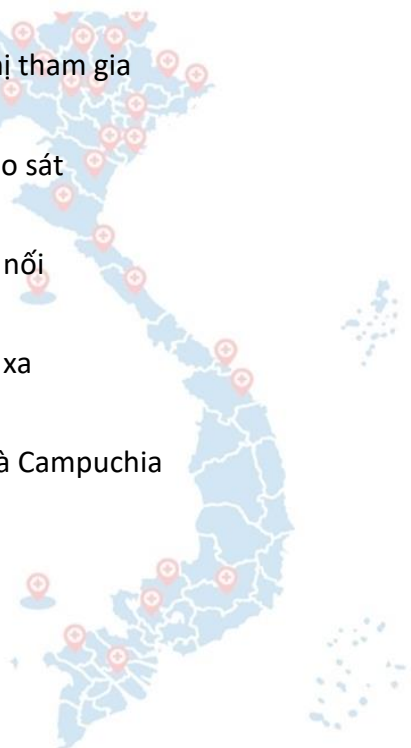 ị tham gia
o sát
nối
xa
à Campuchia